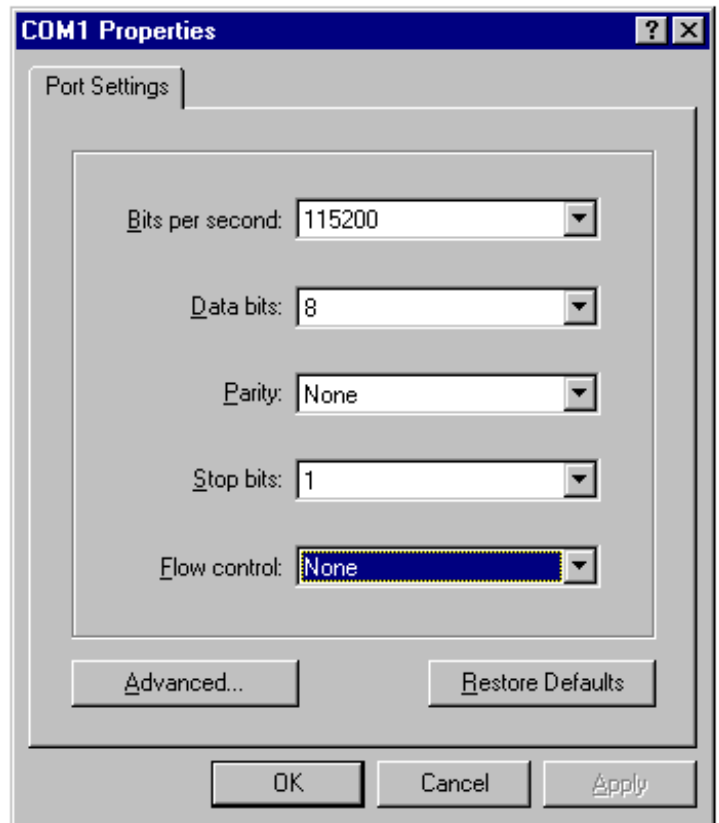 COM1 Properties
Port Settings
Bits per second: 115200
Data bits: 8
Parity: None
Stop bits: 1
Flow control: None
Advanced... Restore Defaults
OK Cancel Apply